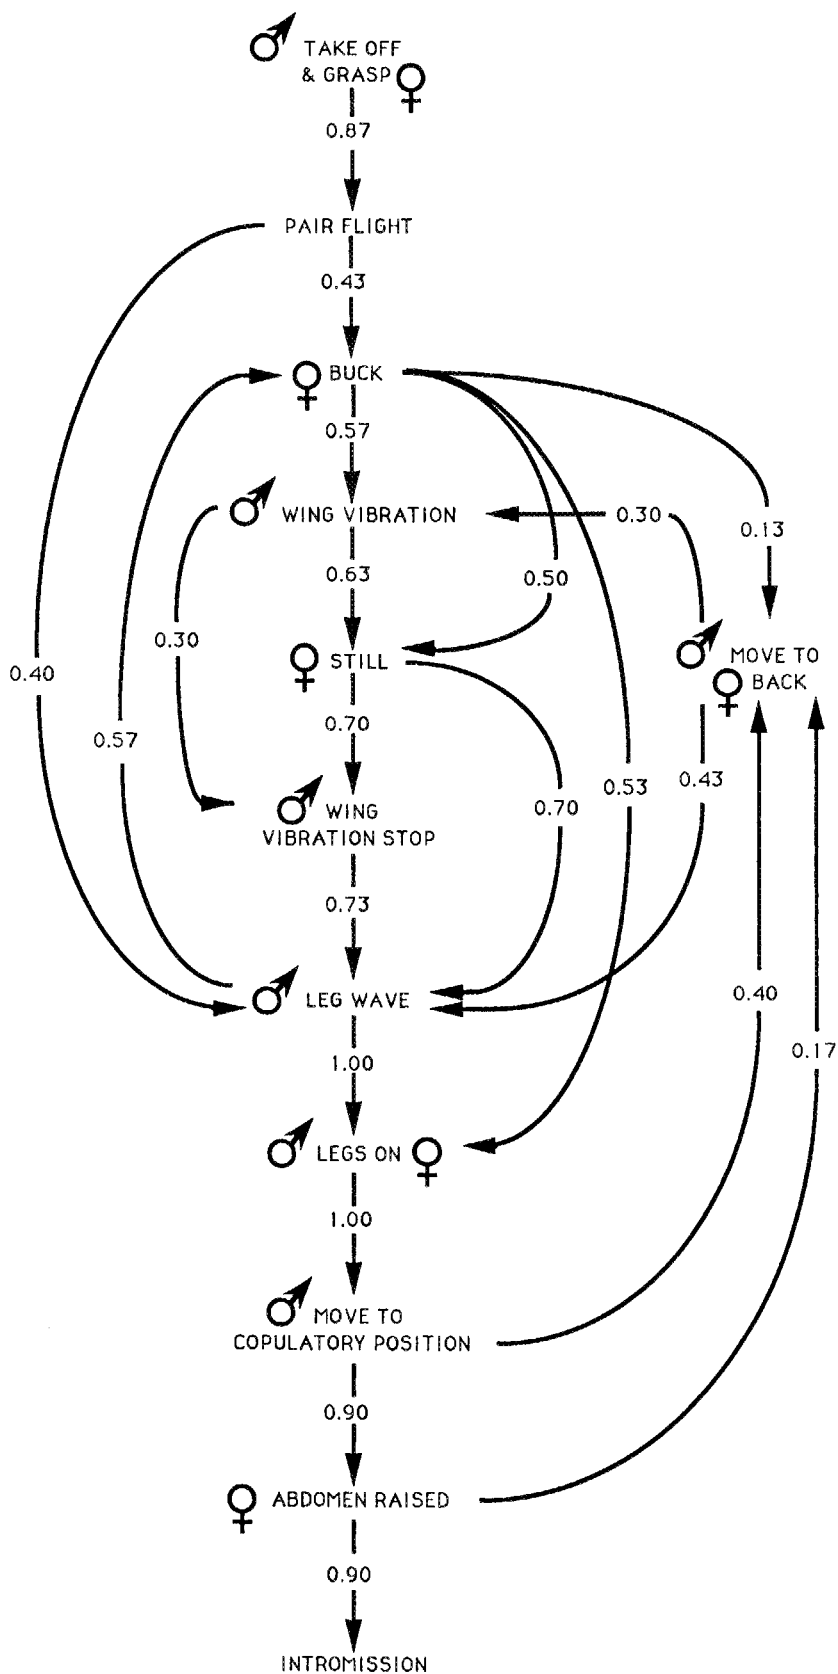 ♂ TAKE OFF
& GRASP ♀
0.87
PAIR FLIGHT
0.43
♀ BUCK
0.57
♂ WING VIBRATION
0.30
0.13
0.63
0.50
0.30
♀ STILL
♂ MOVE TO
♀ BACK
0.40
0.70
0.57
0.43
0.53
0.70
♂ WING
VIBRATION STOP
0.73
♂ LEG WAVE
0.40
0.17
1.00
♂ LEGS ON ♀
1.00
♂ MOVE TO
COPULATORY POSITION
0.90
♀ ABDOMEN RAISED
0.90
INTROMISSION